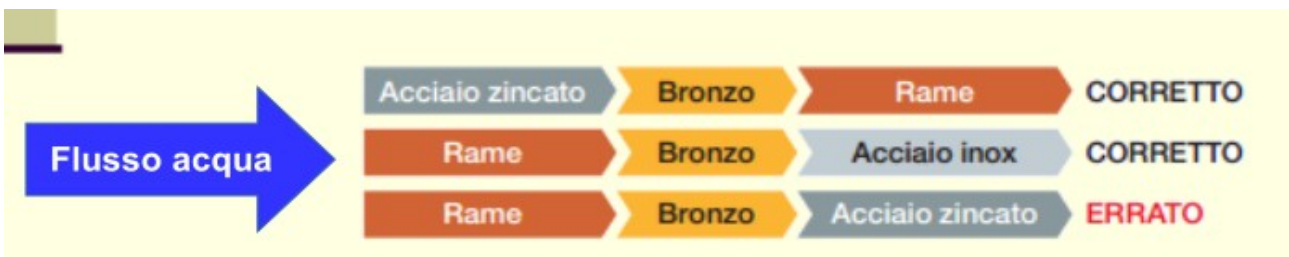 Flusso acqua
Acciaio zincato Bronzo Rame CORRETTO
Rame Bronzo Acciaio inox CORRETTO
Rame Bronzo Acciaio zincato ERRATO